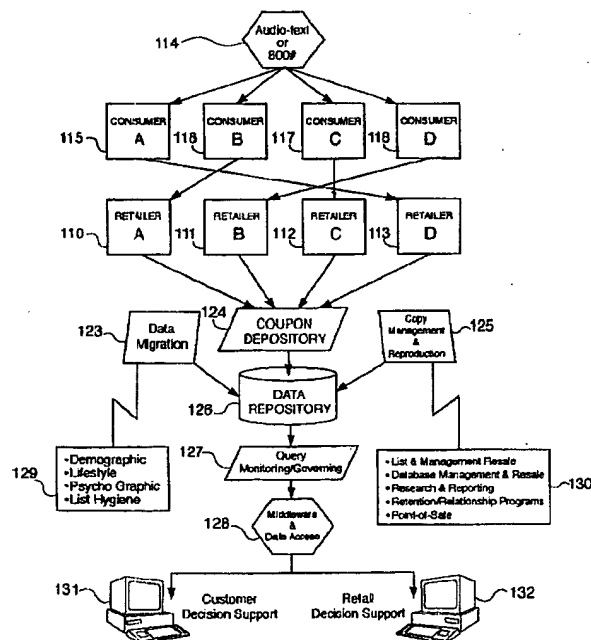 114
Audio-text
or
800#
CONSUMER
A
CONSUMER
B
CONSUMER
C
CONSUMER
D
115
116
117
118
RETAILER
A
RETAILER
B
RETAILER
C
RETAILER
D
110
111
112
113
123
Data
Migration
124
COUPON
DEPOSITORY
Copy
Management
&
Reproduction
125
126
DATA
REPOSITORY
127
Query
Monitoring/Governing
129
•Demographic
•Lifestyle
•Psycho Graphic
•List Hygiene
• List & Management Resale
•Database Management & Resale
•Research & Reporting
•Retention/Relationship Programs
•Point-of-Sale
130
128
Middleware
&
Data Access
131
Customer
Decision Support
Retail
Decision Support
132